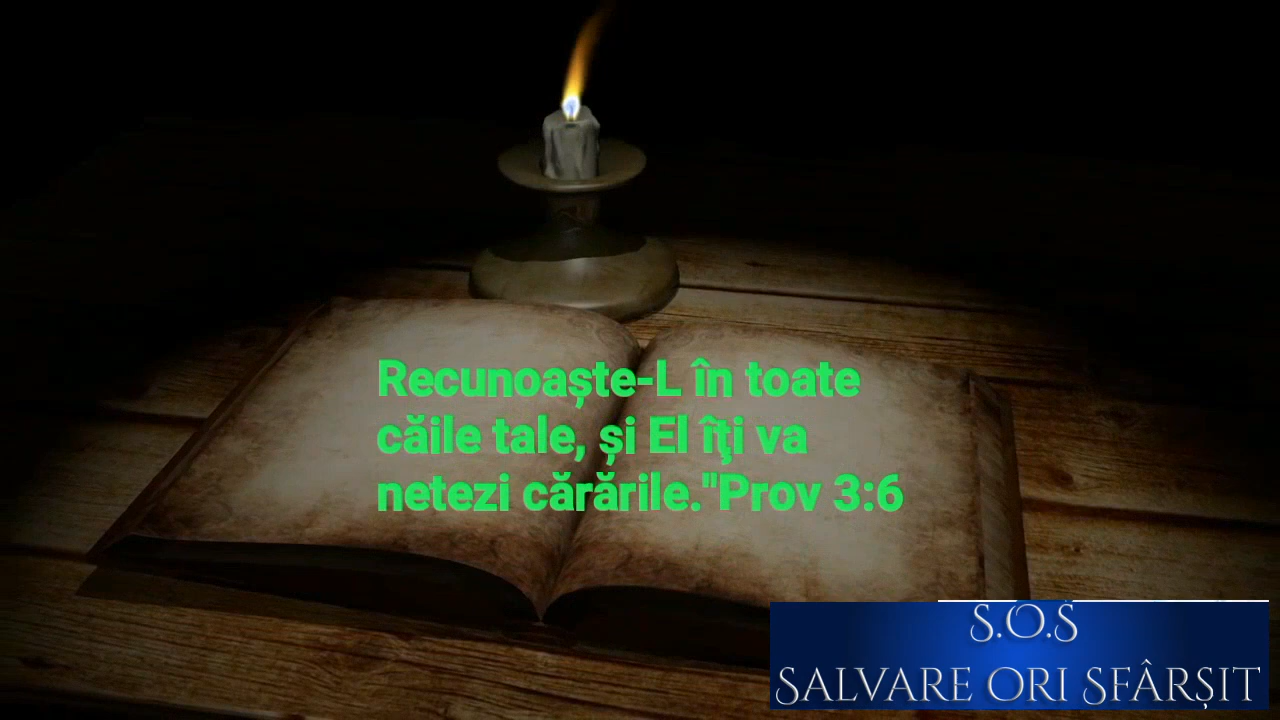 Recunoaște-L în toate
căile tale, și El îţi va
netezi cărările."Prov 3:6
S.O.S
SALVARE ORI SFÂRȘIT